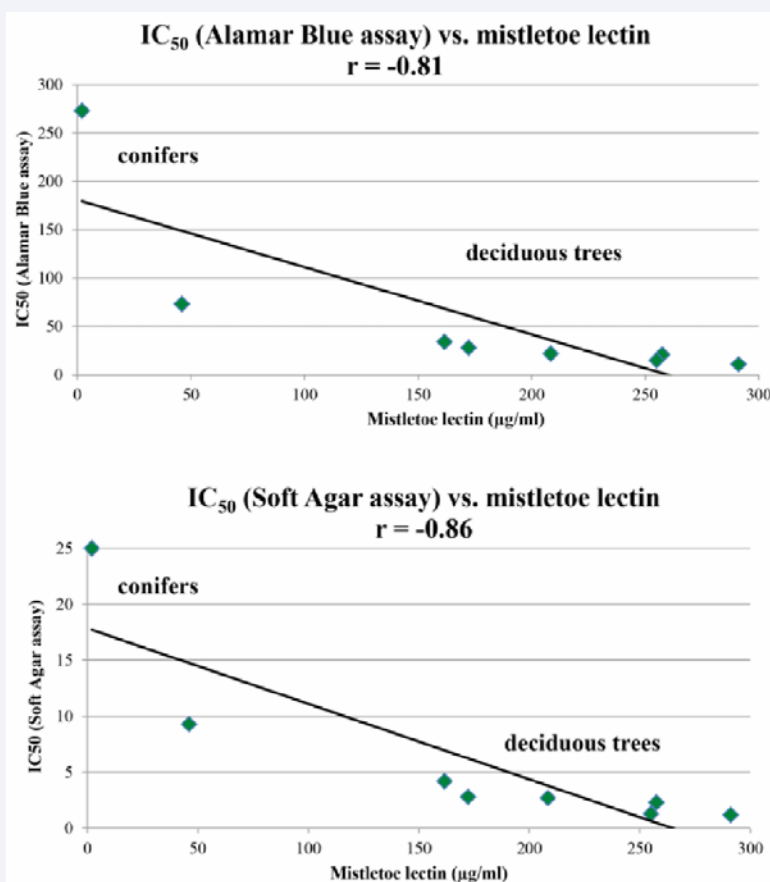 IC₅₀ (Alamar Blue assay) vs. mistletoe lectin
r = -0.81
IC50 (Alamar Blue assay)
300
250
200
150
100
50
0
conifers
deciduous trees
0 50 100 150 200 250 300
Mistletoe lectin (µg/ml)
IC₅₀ (Soft Agar assay) vs. mistletoe lectin
r = -0.86
IC50 (Soft Agar assay)
25
20
15
10
5
0
conifers
deciduous trees
0 50 100 150 200 250 300
Mistletoe lectin (µg/ml)